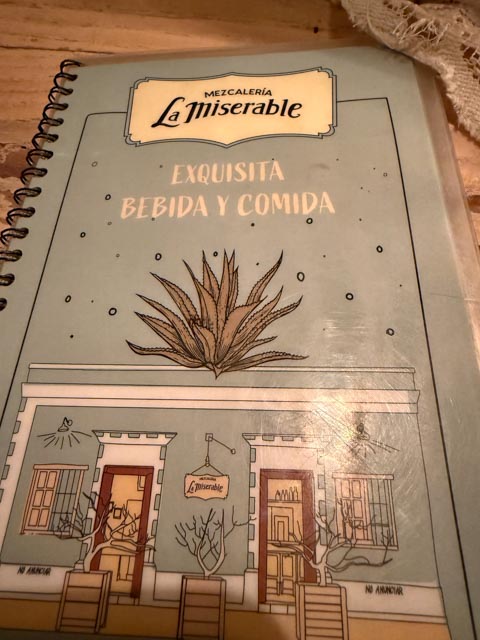 MEZCALERÍA
La Miserable
EXQUISITA
BEBIDA Y COMIDA
MEZCALERÍA
La Miserable
NO ANUNCIAR
NO ANUNCIAR